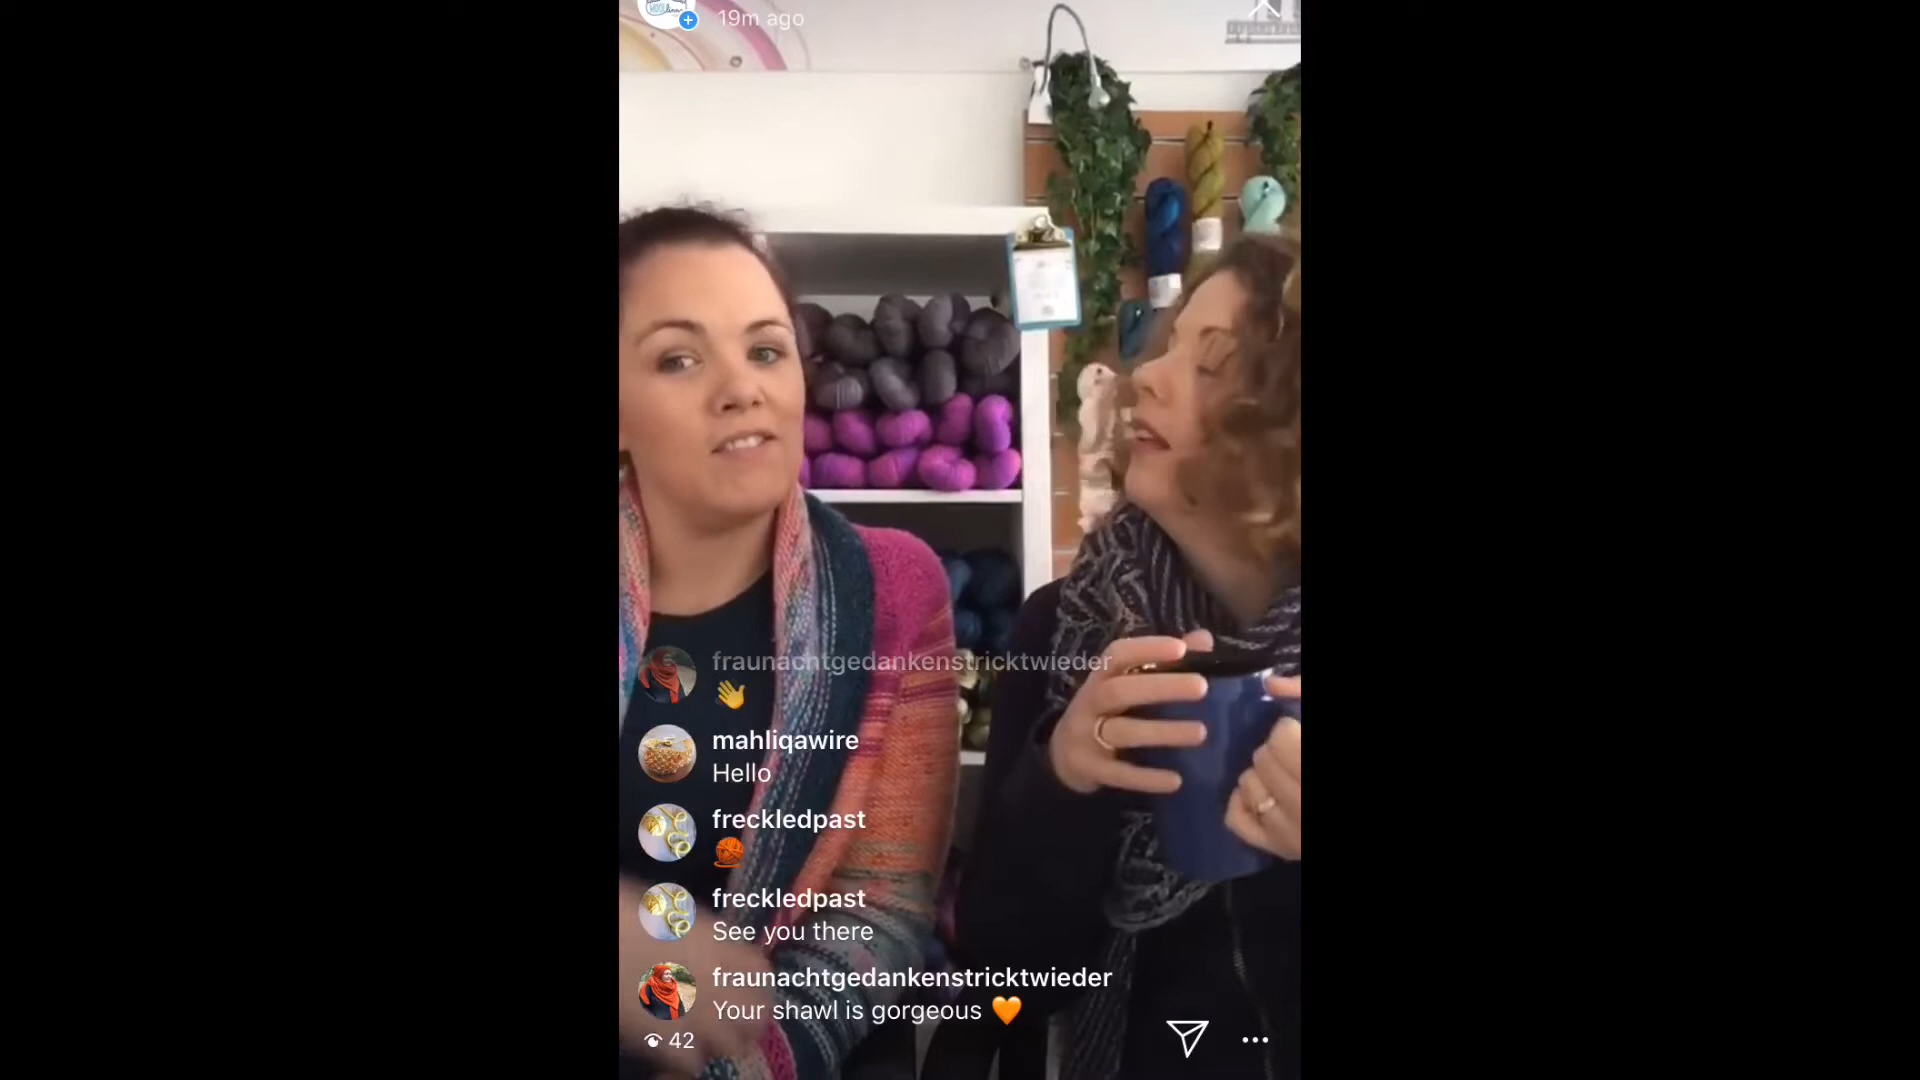 19m ago
fraunachtgedankenstricktwieder
👋
mahliqawire
Hello
freckledpast
🧶
freckledpast
See you there
fraunachtgedankenstricktwieder
Your shawl is gorgeous 🧡
42